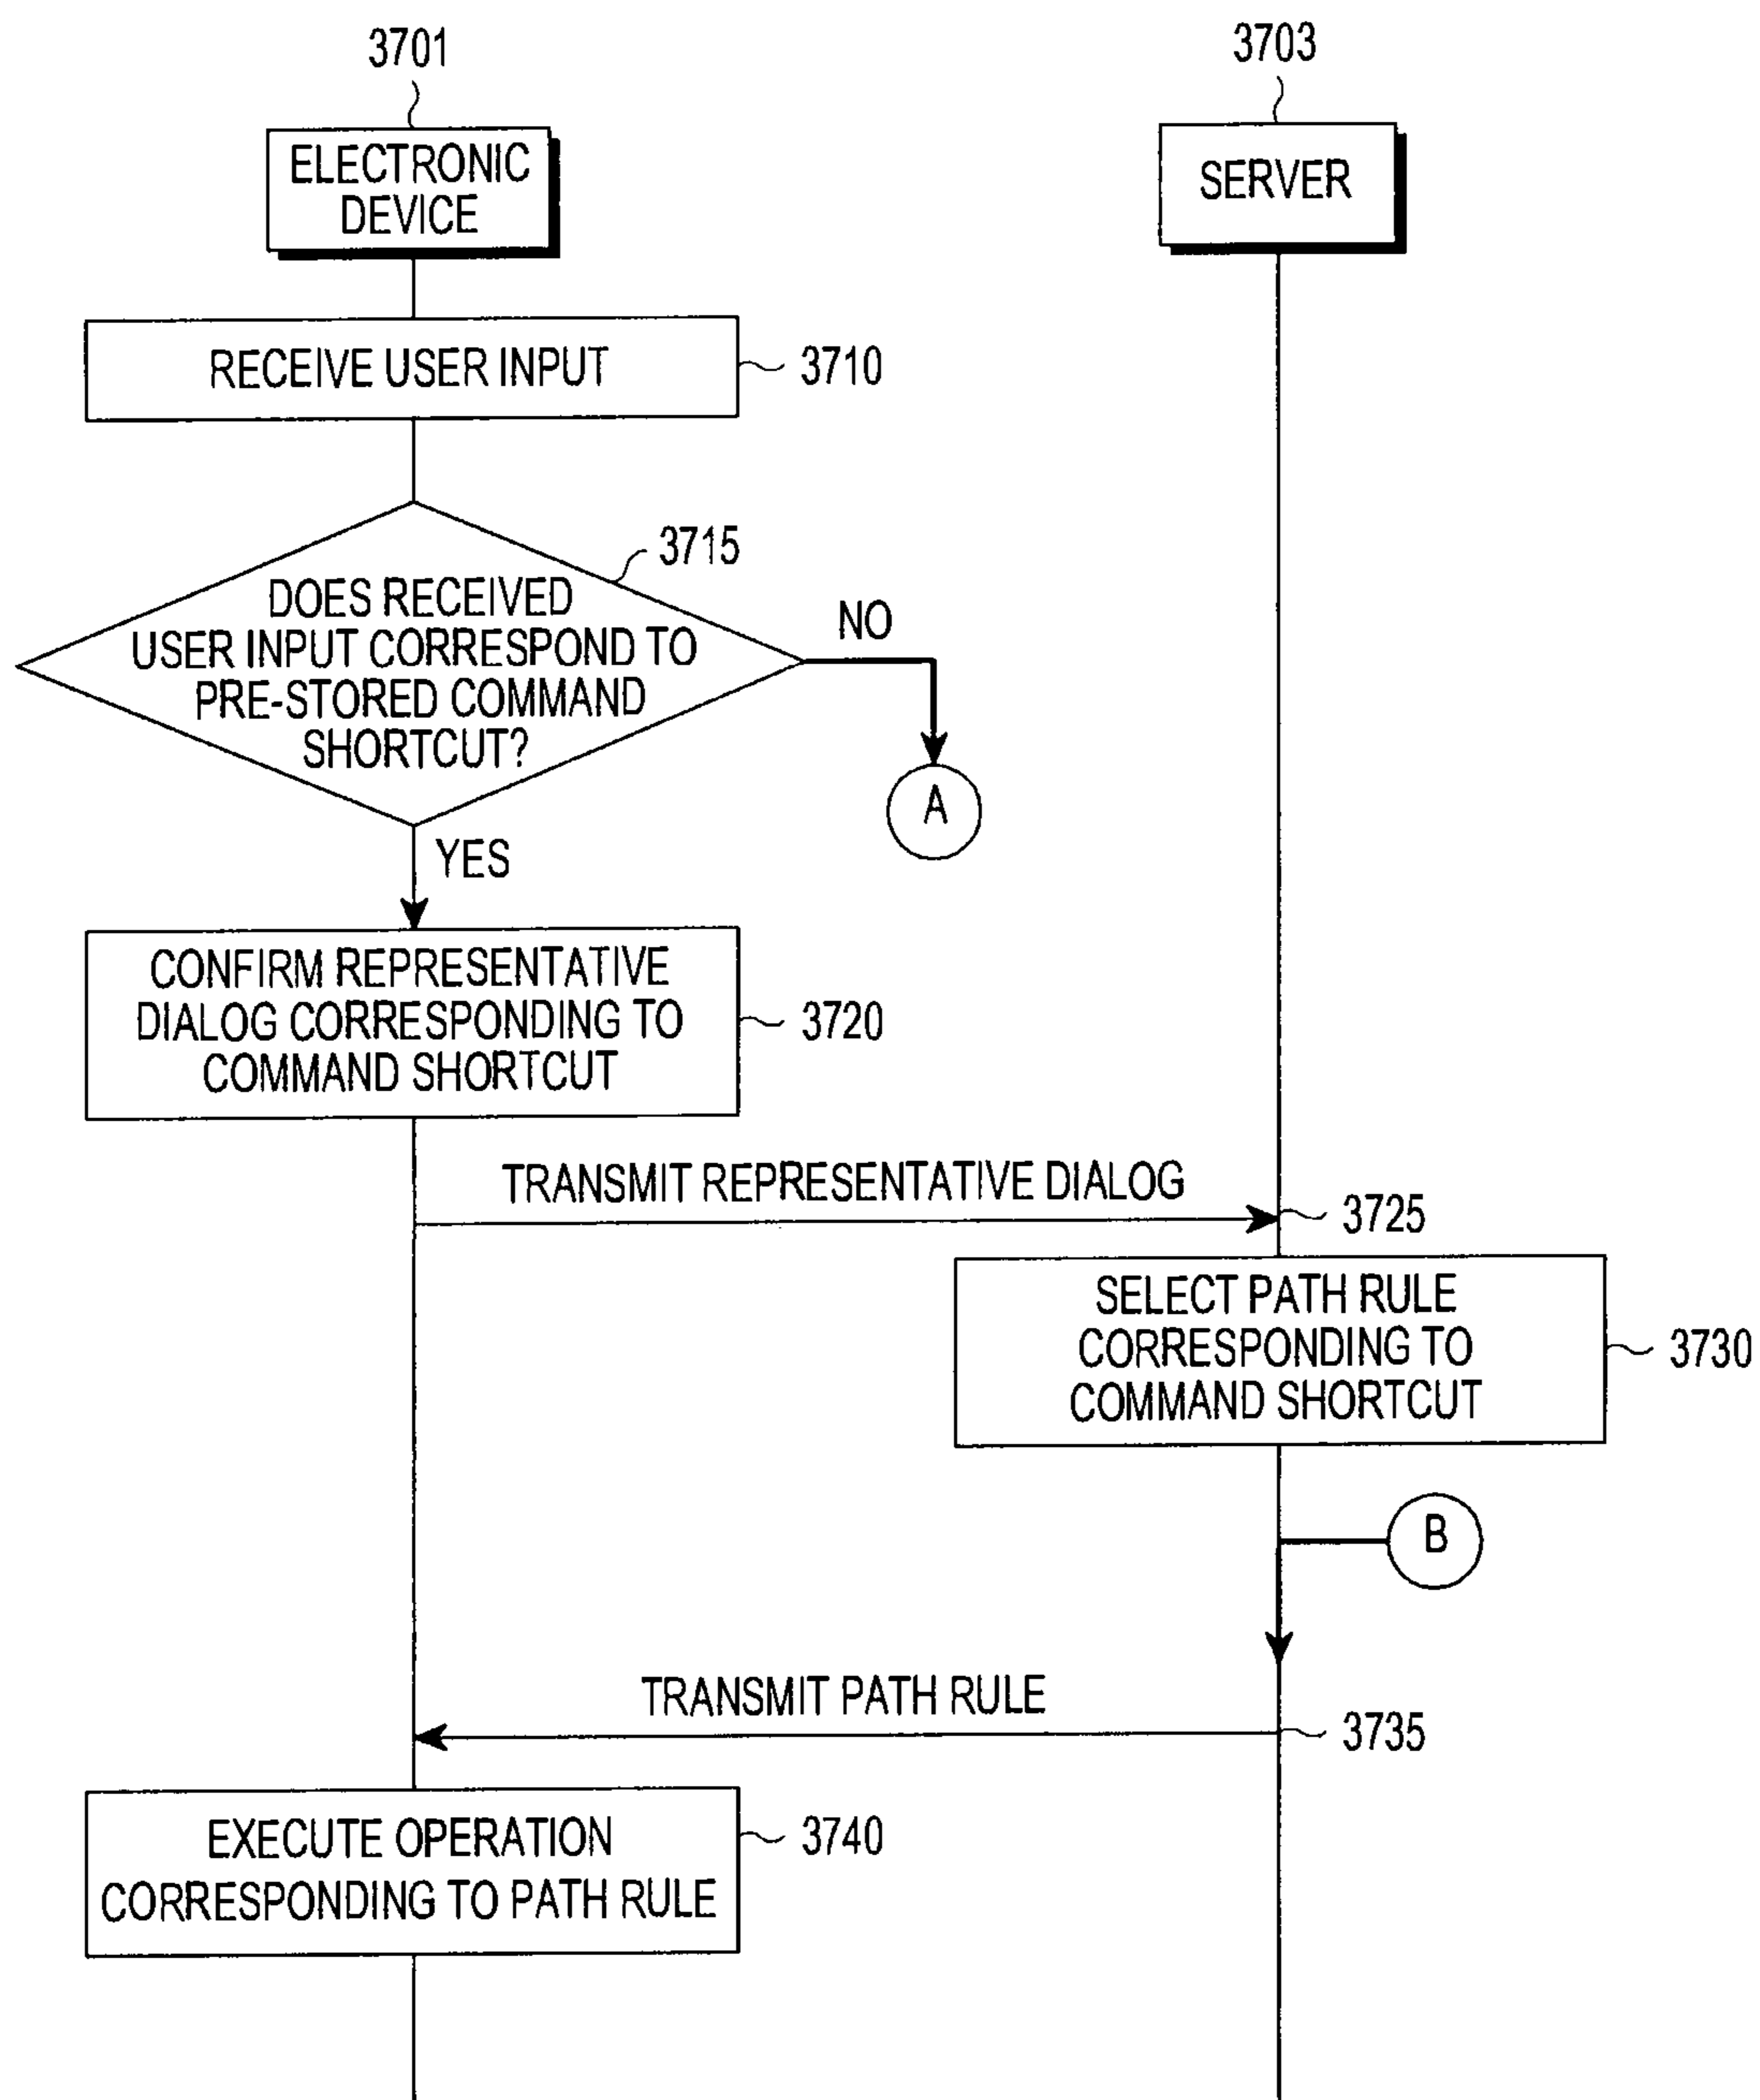 3701
3703
ELECTRONIC
DEVICE
SERVER
RECEIVE USER INPUT
3710
3715
DOES RECEIVED
USER INPUT CORRESPOND TO
PRE-STORED COMMAND
SHORTCUT?
NO
A
YES
CONFIRM REPRESENTATIVE
DIALOG CORRESPONDING TO
COMMAND SHORTCUT
3720
TRANSMIT REPRESENTATIVE DIALOG
3725
SELECT PATH RULE
CORRESPONDING TO
COMMAND SHORTCUT
3730
B
TRANSMIT PATH RULE
3735
EXECUTE OPERATION
CORRESPONDING TO PATH RULE
3740